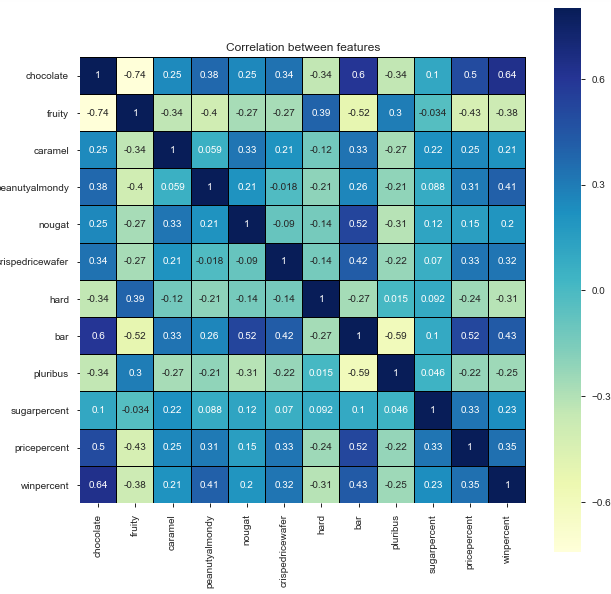 Correlation between features
chocolate 1 -0.74 0.25 0.38 0.25 0.34 -0.34 0.6 -0.34 0.1 0.5 0.64
fruity -0.74 1 -0.34 -0.4 -0.27 -0.27 0.39 -0.52 0.3 -0.034 -0.43 -0.38
caramel 0.25 -0.34 1 0.059 0.33 0.21 -0.12 0.33 -0.27 0.22 0.25 0.21
peanutyalmondy 0.38 -0.4 0.059 1 0.21 -0.018 -0.21 0.26 -0.21 0.088 0.31 0.41
nougat 0.25 -0.27 0.33 0.21 1 -0.09 -0.14 0.52 -0.31 0.12 0.15 0.2
crispedricewafer 0.34 -0.27 0.21 -0.018 -0.09 1 -0.14 0.42 -0.22 0.07 0.33 0.32
hard -0.34 0.39 -0.12 -0.21 -0.14 -0.14 1 -0.27 0.015 0.092 -0.24 -0.31
bar 0.6 -0.52 0.33 0.26 0.52 0.42 -0.27 1 -0.59 0.1 0.52 0.43
pluribus -0.34 0.3 -0.27 -0.21 -0.31 -0.22 0.015 -0.59 1 0.046 -0.22 -0.25
sugarpercent 0.1 -0.034 0.22 0.088 0.12 0.07 0.092 0.1 0.046 1 0.33 0.23
pricepercent 0.5 -0.43 0.25 0.31 0.15 0.33 -0.24 0.52 -0.22 0.33 1 0.35
winpercent 0.64 -0.38 0.21 0.41 0.2 0.32 -0.31 0.43 -0.25 0.23 0.35 1
chocolate
fruity
caramel
peanutyalmondy
nougat
crispedricewafer
hard
bar
pluribus
sugarpercent
pricepercent
winpercent
0.6
0.3
0.0
−0.3
−0.6